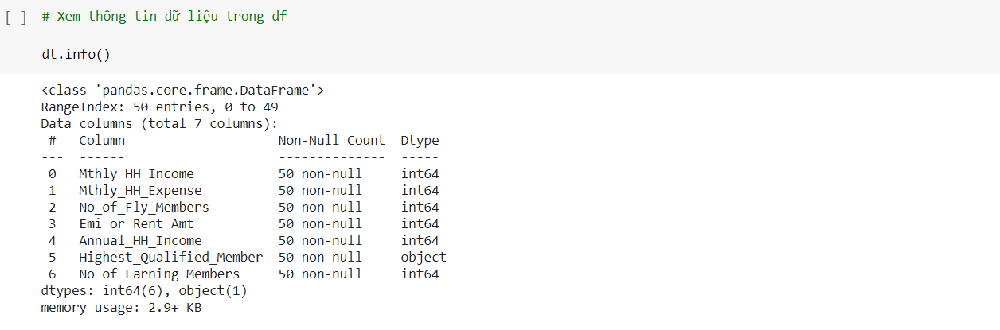 [ ] # Xem thông tin dữ liệu trong df
dt.info()
<class 'pandas.core.frame.DataFrame'>
RangeIndex: 50 entries, 0 to 49
Data columns (total 7 columns):
 #   Column                    Non-Null Count  Dtype
---  ------                    --------------  -----
 0   Mthly_HH_Income           50 non-null     int64
 1   Mthly_HH_Expense          50 non-null     int64
 2   No_of_Fly_Members         50 non-null     int64
 3   Emi_or_Rent_Amt           50 non-null     int64
 4   Annual_HH_Income          50 non-null     int64
 5   Highest_Qualified_Member  50 non-null     object
 6   No_of_Earning_Members     50 non-null     int64
dtypes: int64(6), object(1)
memory usage: 2.9+ KB